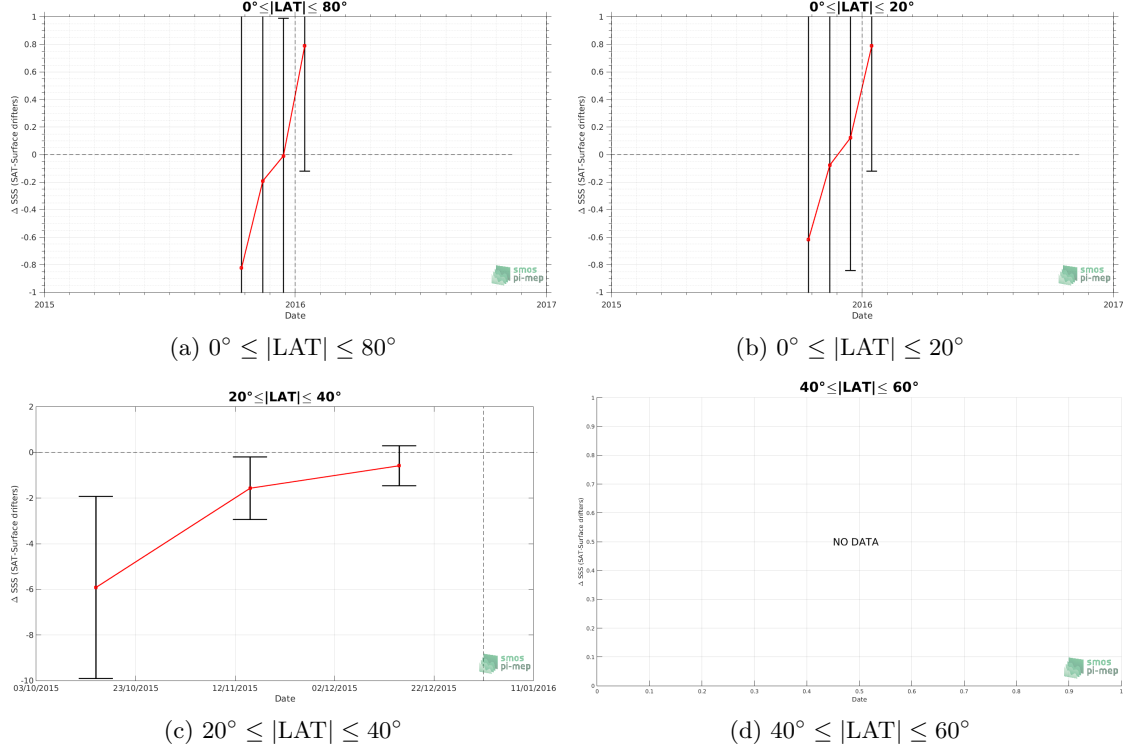 0°≤|LAT|≤ 80°
1
0.8
0.6
0.4
0.2
0
-0.2
-0.4
-0.6
-0.8
-1
Δ SSS (SAT-Surface drifters)
smos
pi-mep
2015
2016
2017
Date
(a) 0° ≤ |LAT| ≤ 80°
0°≤|LAT|≤ 20°
1
0.8
0.6
0.4
0.2
0
-0.2
-0.4
-0.6
-0.8
-1
Δ SSS (SAT-Surface drifters)
smos
pi-mep
2015
2016
2017
Date
(b) 0° ≤ |LAT| ≤ 20°
20°≤|LAT|≤ 40°
2
0
-2
-4
-6
-8
-10
Δ SSS (SAT-Surface drifters)
smos
pi-mep
03/10/2015
23/10/2015
12/11/2015
02/12/2015
22/12/2015
11/01/2016
Date
(c) 20° ≤ |LAT| ≤ 40°
40°≤|LAT|≤ 60°
1
0.9
0.8
0.7
0.6
0.5
0.4
0.3
0.2
0.1
0
Δ SSS (SAT-Surface drifters)
NO DATA
smos
pi-mep
0
0.1
0.2
0.3
0.4
0.5
0.6
0.7
0.8
0.9
1
Date
(d) 40° ≤ |LAT| ≤ 60°